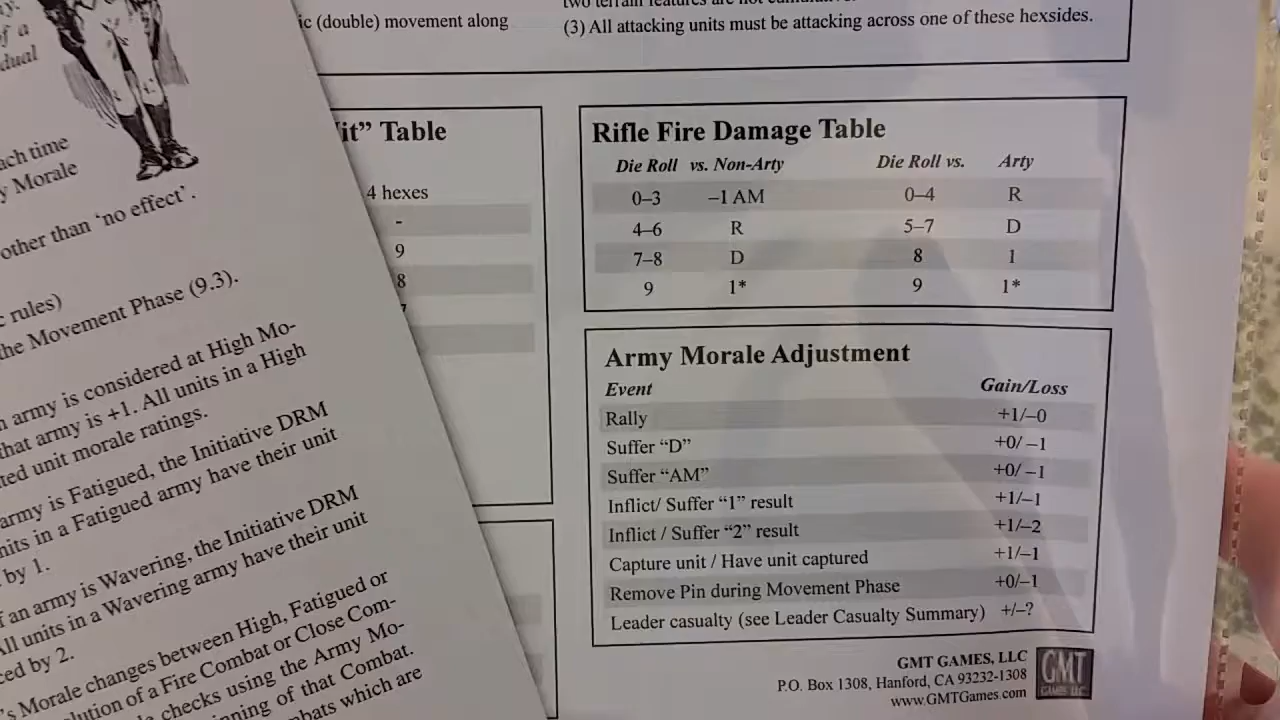 ic (double) movement along
(3) All attacking units must be attacking across one of these hexsides.
of a
dual
ach time
y Morale
other than ‘no effect’.
rules)
the Movement Phase (9.3).
army is considered at High Mo-
that army is +1. All units in a High
ted unit morale ratings.
army is Fatigued, the Initiative DRM
nits in a Fatigued army have their unit
by 1.
f an army is Wavering, the Initiative DRM
All units in a Wavering army have their unit
ced by 2.
’s Morale changes between High, Fatigued or
lution of a Fire Combat or Close Com-
checks using the Army Mo-
nning of that Combat.
mbats which are
it” Table
4 hexes
-
9
8
Rifle Fire Damage Table
Die Roll vs. Non-Arty Die Roll vs. Arty
0–3 –1 AM 0–4 R
4–6 R 5–7 D
7–8 D 8 1
9 1* 9 1*
Army Morale Adjustment
Event Gain/Loss
Rally +1/–0
Suffer “D” +0/ –1
Suffer “AM” +0/ –1
Inflict/ Suffer “1” result +1/–1
Inflict / Suffer “2” result +1/–2
Capture unit / Have unit captured +1/–1
Remove Pin during Movement Phase +0/–1
Leader casualty (see Leader Casualty Summary) +/–?
GMT GAMES, LLC
P.O. Box 1308, Hanford, CA 93232-1308
www.GMTGames.com
GMT
GAMES LLC